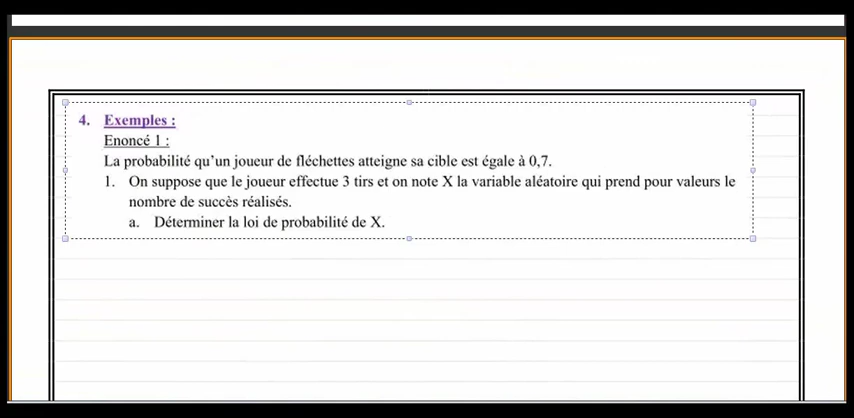 4. Exemples :
Enoncé 1 :
La probabilité qu'un joueur de fléchettes atteigne sa cible est égale à 0,7.
1. On suppose que le joueur effectue 3 tirs et on note X la variable aléatoire qui prend pour valeurs le
nombre de succès réalisés.
a. Déterminer la loi de probabilité de X.